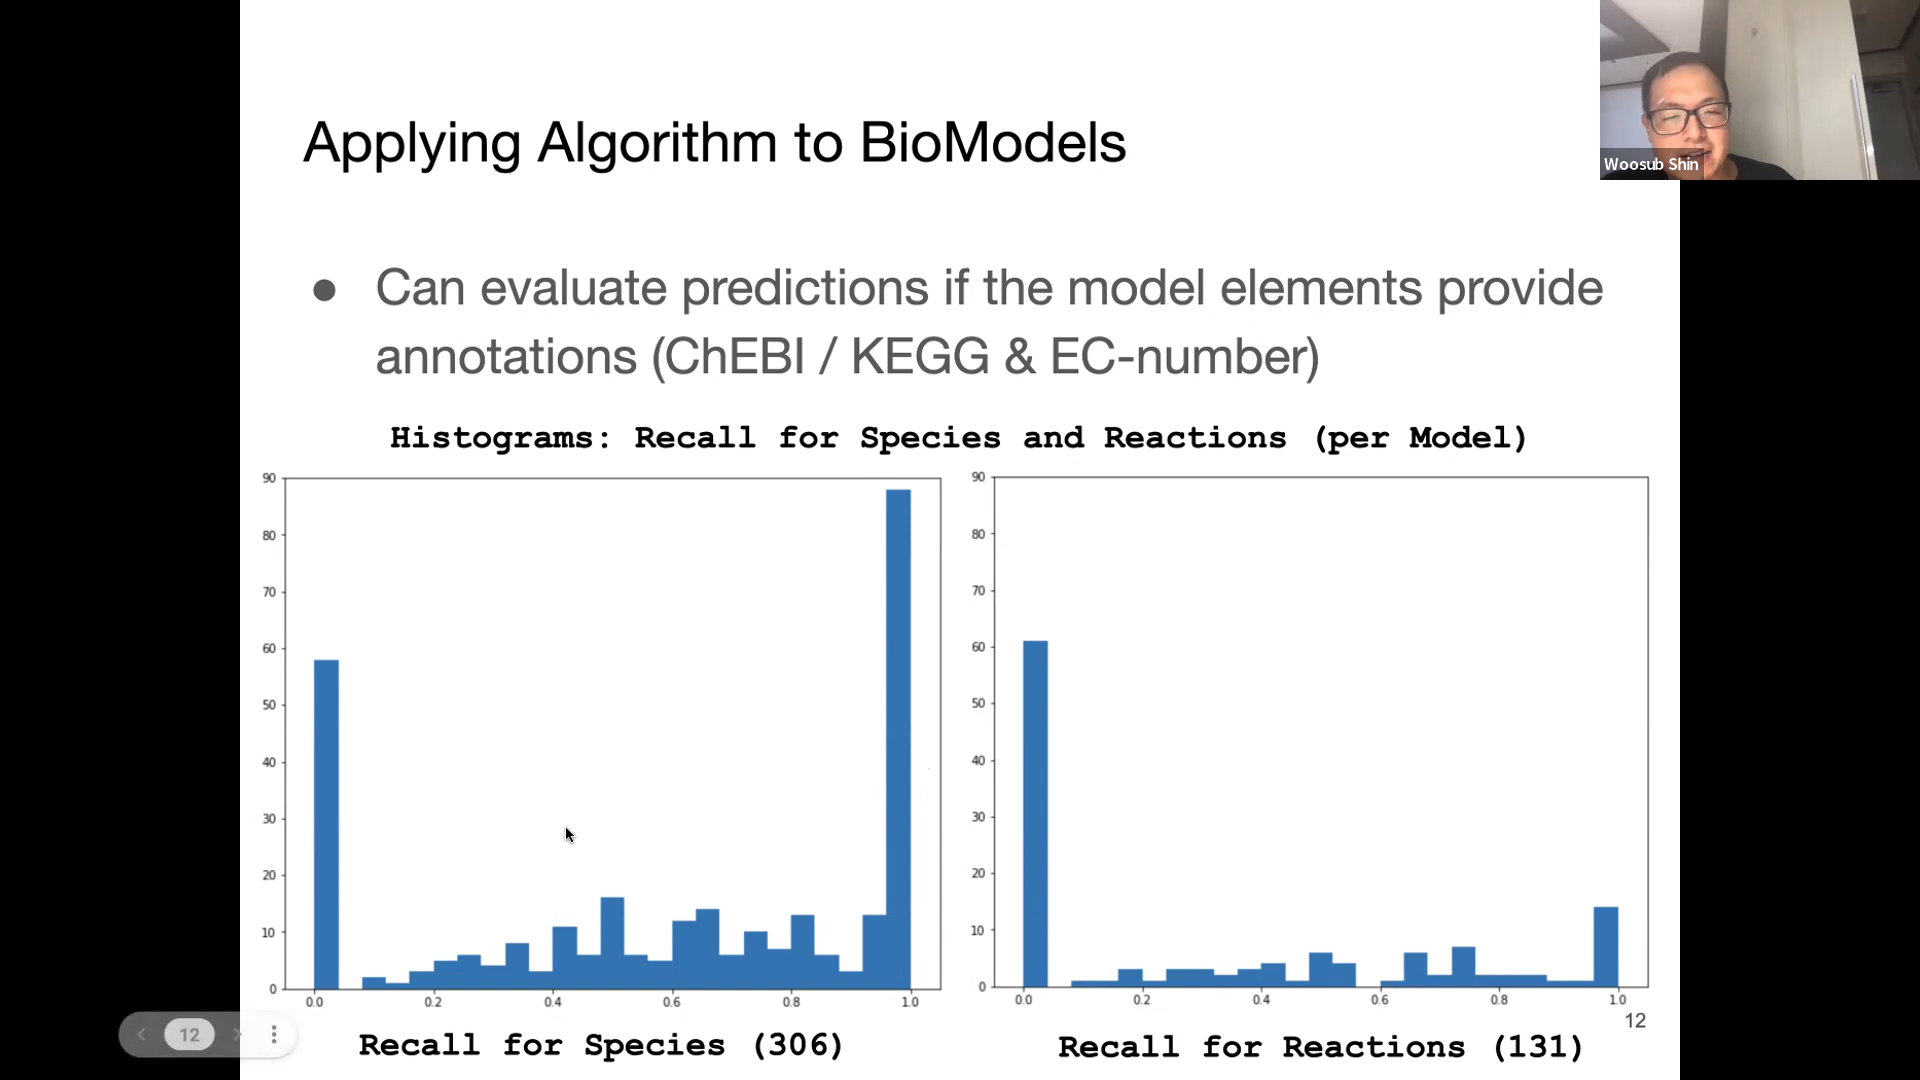 Applying Algorithm to BioModels
Woosub Shin
● Can evaluate predictions if the model elements provide
annotations (ChEBI / KEGG & EC-number)
Histograms: Recall for Species and Reactions (per Model)
90
80
70
60
50
40
30
20
10
0
0.0 0.2 0.4 0.6 0.8 1.0
Recall for Species (306)
90
80
70
60
50
40
30
20
10
0
0.0 0.2 0.4 0.6 0.8 1.0
Recall for Reactions (131)
12
12